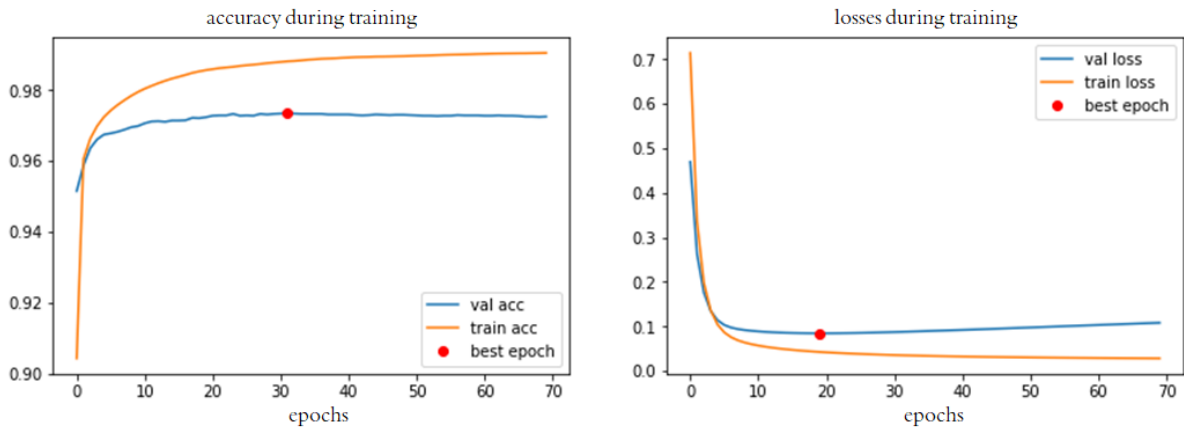 accuracy during training
0.98
0.96
0.94
0.92
0.90
val acc
train acc
best epoch
0 10 20 30 40 50 60 70
epochs
losses during training
0.7
0.6
0.5
0.4
0.3
0.2
0.1
0.0
val loss
train loss
best epoch
0 10 20 30 40 50 60 70
epochs